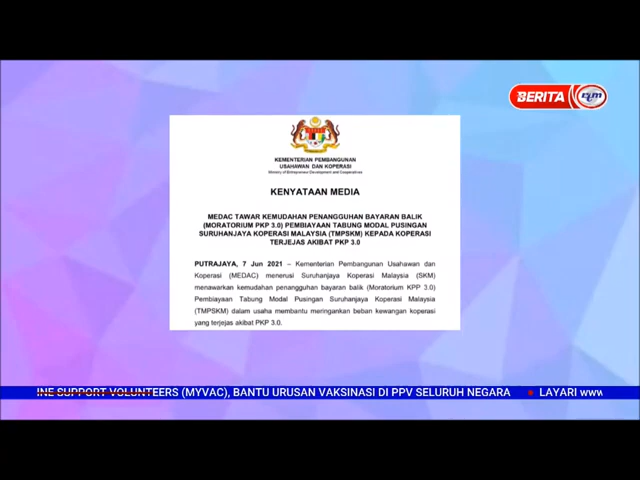 BERITA rtm
KEMENTERIAN PEMBANGUNAN
USAHAWAN DAN KOPERASI
Ministry of Entrepreneur Development and Cooperatives
KENYATAAN MEDIA
MEDAC TAWAR KEMUDAHAN PENANGGUHAN BAYARAN BALIK
(MORATORIUM PKP 3.0) PEMBIAYAAN TABUNG MODAL PUSINGAN
SURUHANJAYA KOPERASI MALAYSIA (TMPSKM) KEPADA KOPERASI
TERJEJAS AKIBAT PKP 3.0
PUTRAJAYA, 7 Jun 2021 – Kementerian Pembangunan Usahawan dan
Koperasi (MEDAC) menerusi Suruhanjaya Koperasi Malaysia (SKM)
menawarkan kemudahan penangguhan bayaran balik (Moratorium KPP 3.0)
Pembiayaan Tabung Modal Pusingan Suruhanjaya Koperasi Malaysia
(TMPSKM) dalam usaha membantu meringankan beban kewangan koperasi
yang terjejas akibat PKP 3.0.
INE SUPPORT VOLUNTEERS (MYVAC), BANTU URUSAN VAKSINASI DI PPV SELURUH NEGARA • LAYARI www